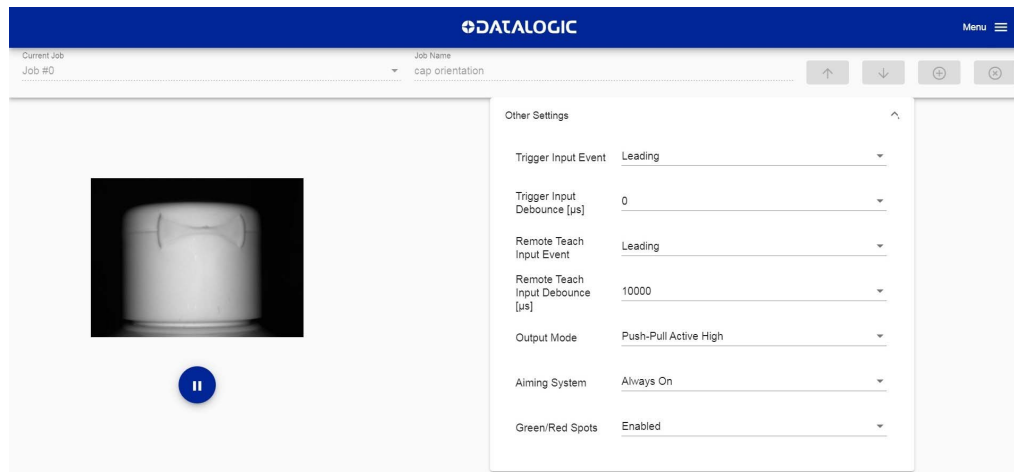 DATALOGIC
Menu
Current Job
Job #0
Job Name
cap orientation
Other Settings
Trigger Input Event
Leading
Trigger Input
Debounce [µs]
0
Remote Teach
Input Event
Leading
Remote Teach
Input Debounce
[µs]
10000
Output Mode
Push-Pull Active High
Aiming System
Always On
Green/Red Spots
Enabled